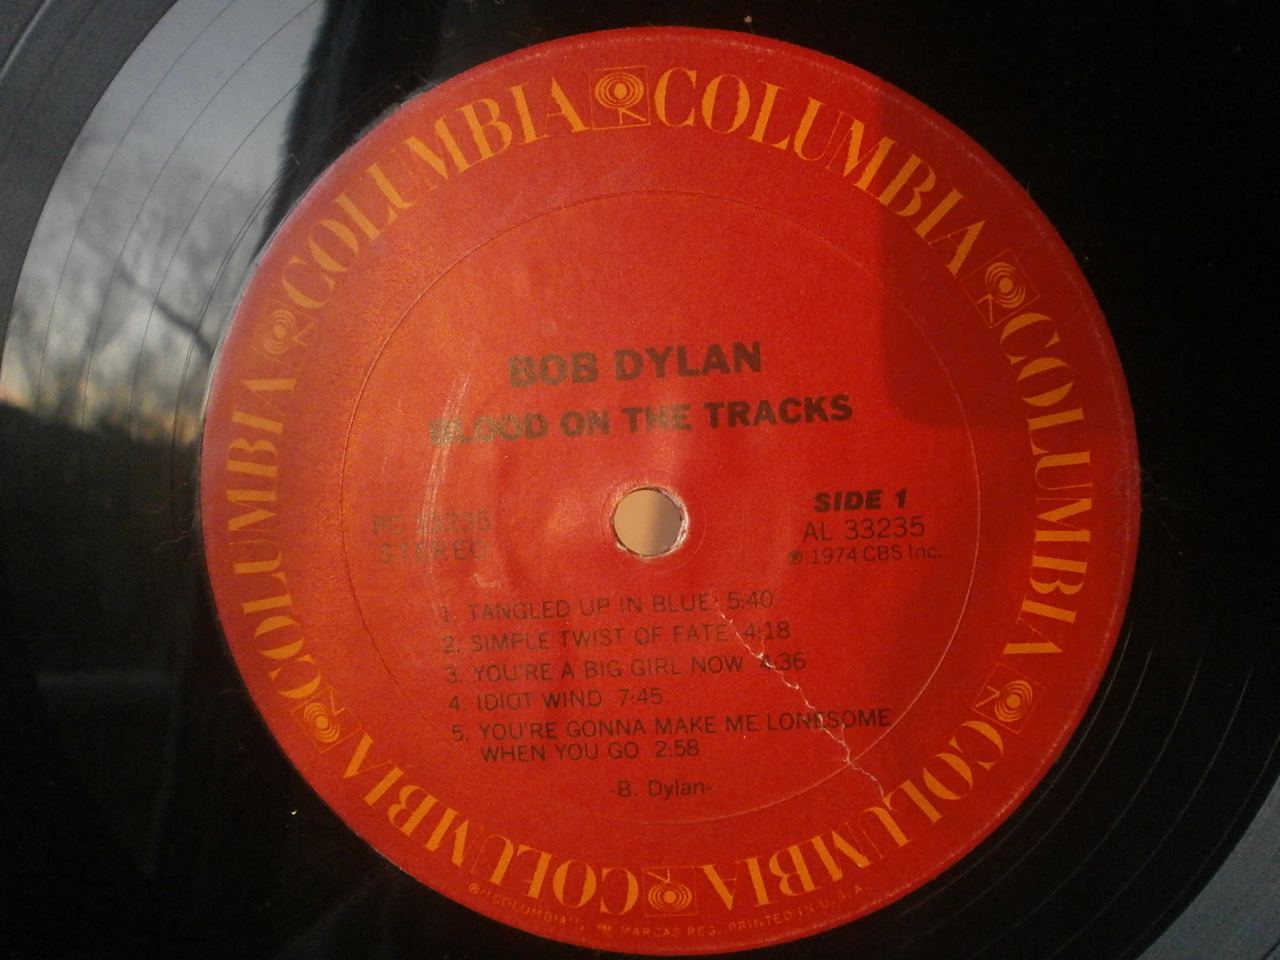 COLUMBIA COLUMBIA COLUMBIA COLUMBIA COLUMBIA COLUMBIA
BOB DYLAN
BLOOD ON THE TRACKS
PC 33235
STEREO
SIDE 1
AL 33235
℗ 1974 CBS Inc.
1. TANGLED UP IN BLUE 5:40
2. SIMPLE TWIST OF FATE 4:18
3. YOU'RE A BIG GIRL NOW 4:36
4. IDIOT WIND 7:45
5. YOU'RE GONNA MAKE ME LONESOME
WHEN YOU GO 2:58
-B. Dylan-
® "COLUMBIA", MARCAS REG. PRINTED IN U.S.A.